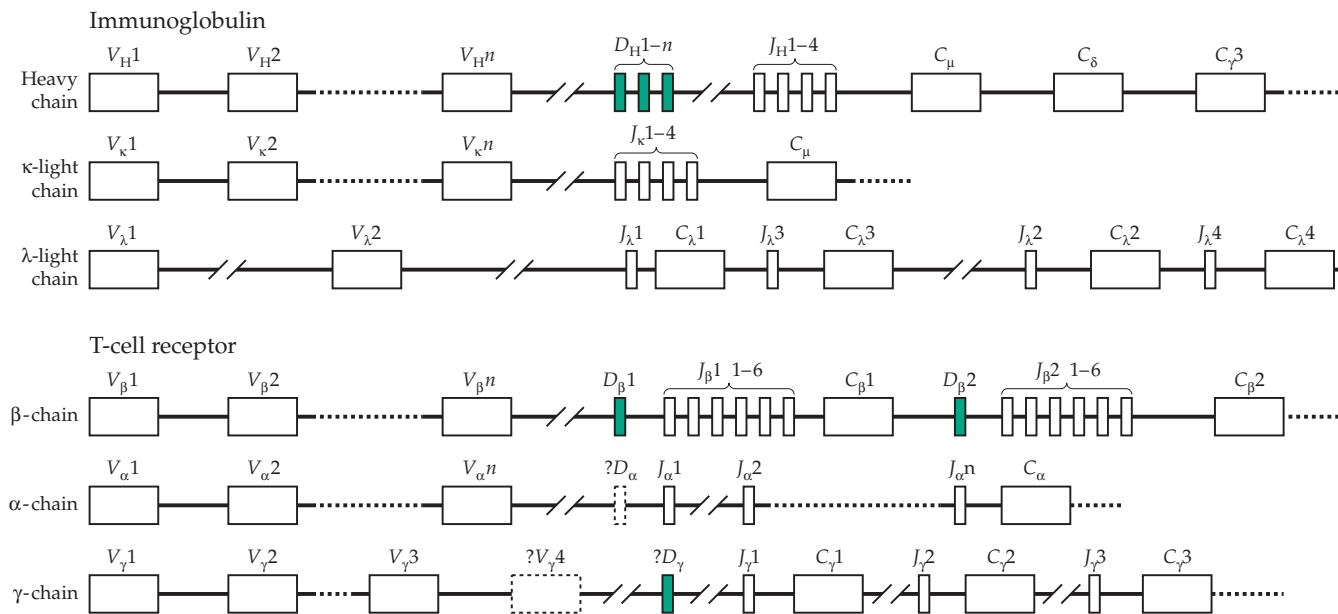 Immunoglobulin
V_H1 V_H2 V_Hn D_H1–n J_H1–4 C_μ C_δ C_γ3
Heavy
chain
V_κ1 V_κ2 V_κn J_κ1–4 C_μ
κ-light
chain
V_λ1 V_λ2 J_λ1 C_λ1 J_λ3 C_λ3 J_λ2 C_λ2 J_λ4 C_λ4
λ-light
chain
T-cell receptor
V_β1 V_β2 V_βn D_β1 J_β1 1–6 C_β1 D_β2 J_β2 1–6 C_β2
β-chain
V_α1 V_α2 V_αn ?D_α J_α1 J_α2 J_αn C_α
α-chain
V_γ1 V_γ2 V_γ3 ?V_γ4 ?D_γ J_γ1 C_γ1 J_γ2 C_γ2 J_γ3 C_γ3
γ-chain